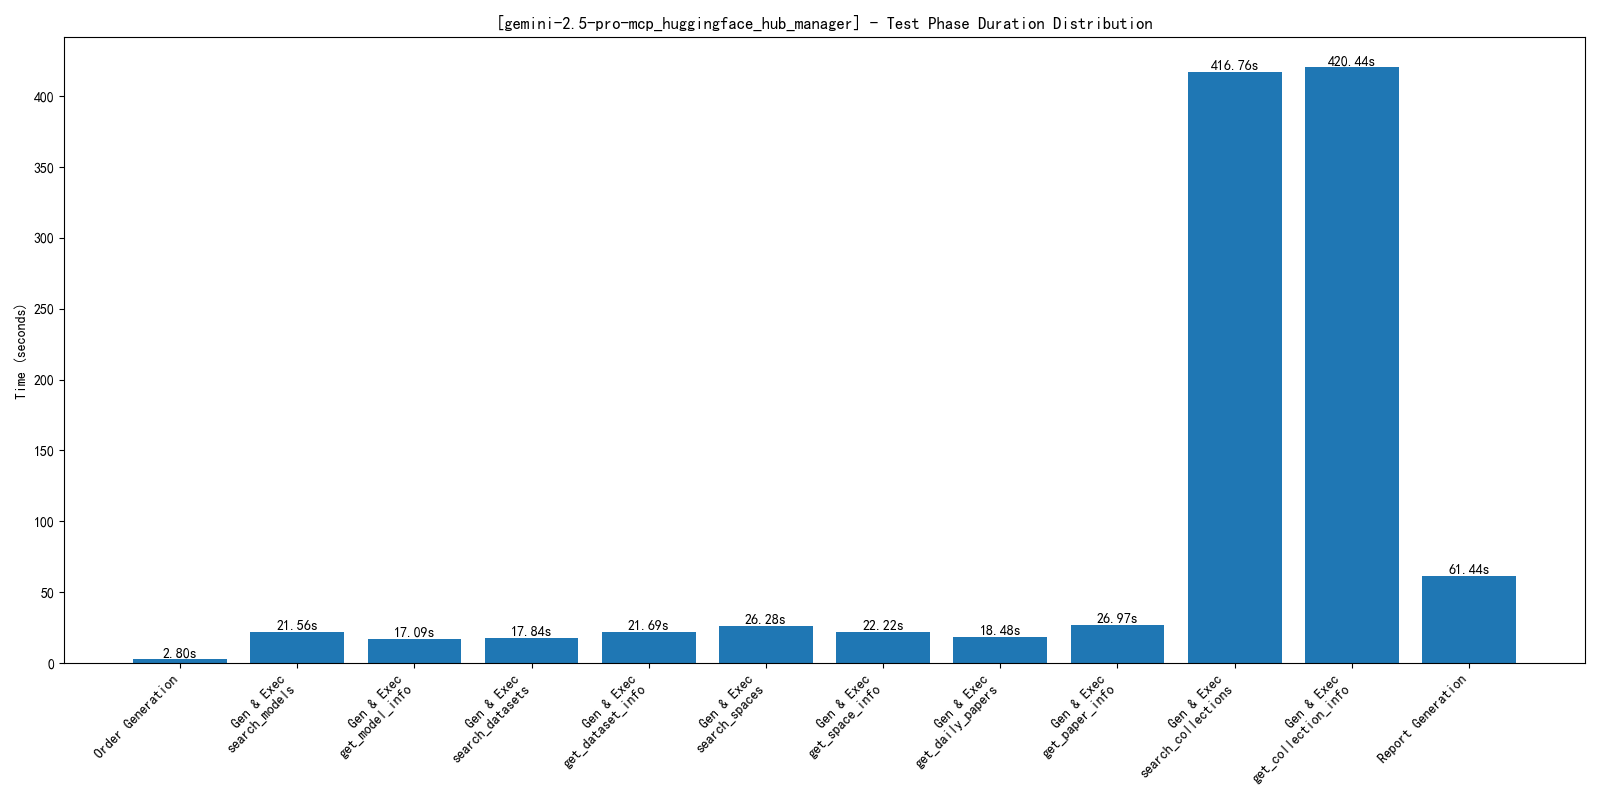 [gemini-2.5-pro-mcp_huggingface_hub_manager] - Test Phase Duration Distribution
Time (seconds)
400
350
300
250
200
150
100
50
0
2.80s
21.56s
17.09s
17.84s
21.69s
26.28s
22.22s
18.48s
26.97s
416.76s
420.44s
61.44s
Order Generation
Gen & Exec
search_models
Gen & Exec
get_model_info
Gen & Exec
search_datasets
Gen & Exec
get_dataset_info
Gen & Exec
search_spaces
Gen & Exec
get_space_info
Gen & Exec
get_daily_papers
Gen & Exec
get_paper_info
Gen & Exec
search_collections
Gen & Exec
get_collection_info
Report Generation